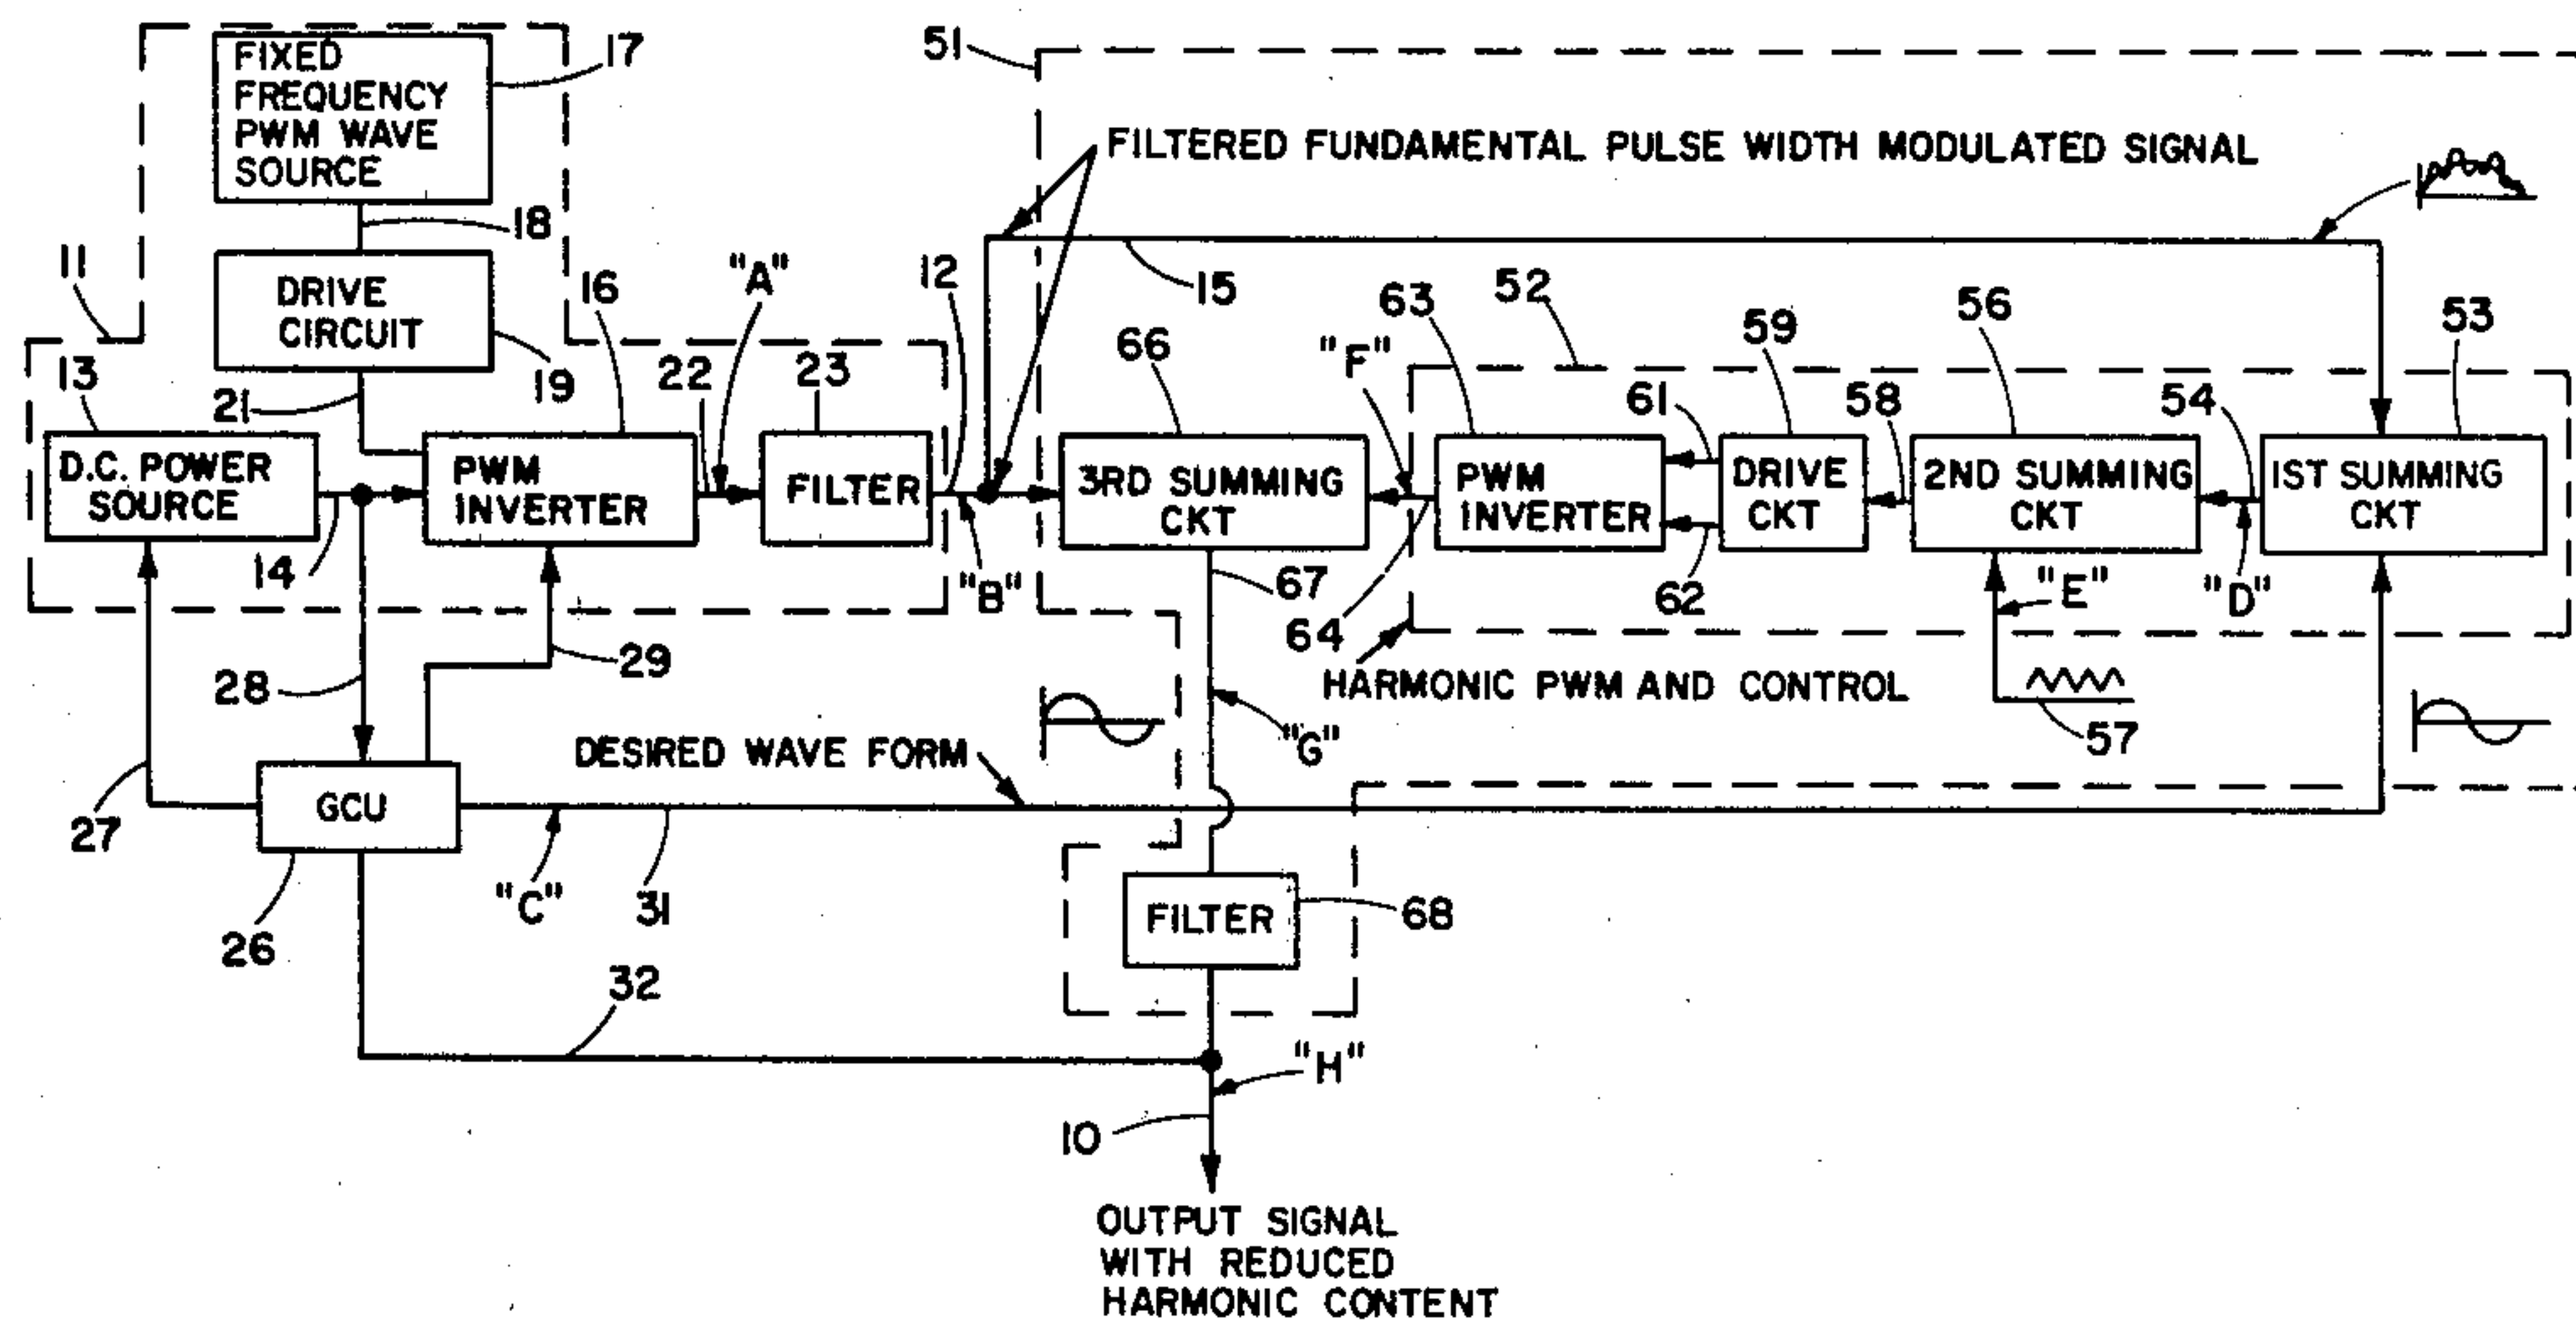 FIXED
FREQUENCY
PWM WAVE
SOURCE
17
18
11
DRIVE
CIRCUIT
19
21
13
D.C. POWER
SOURCE
14
16
PWM
INVERTER
22
"A"
23
FILTER
12
"B"
51
FILTERED FUNDAMENTAL PULSE WIDTH MODULATED SIGNAL
15
66
3RD SUMMING
CKT
67
"F"
64
63
PWM
INVERTER
52
61
62
59
DRIVE
CKT
58
56
2ND SUMMING
CKT
54
"D"
53
1ST SUMMING
CKT
"E"
57
HARMONIC PWM AND CONTROL
"G"
28
29
27
GCU
26
DESIRED WAVE FORM
"C"
31
32
FILTER
68
"H"
10
OUTPUT SIGNAL
WITH REDUCED
HARMONIC CONTENT